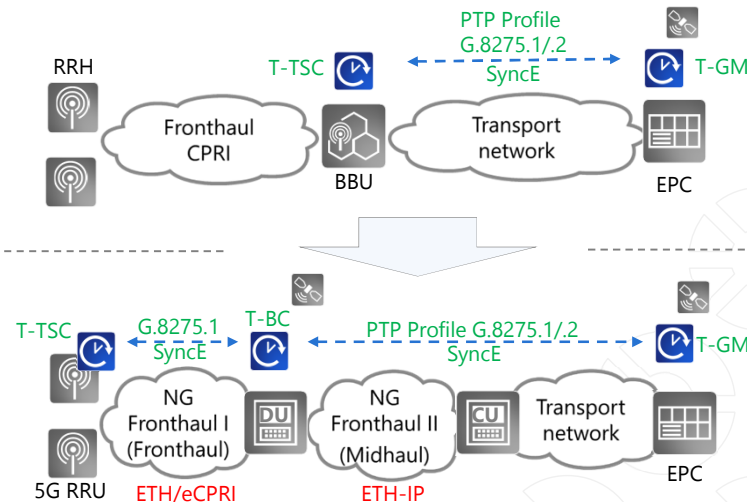 PTP Profile
G.8275.1/.2
SyncE
RRH
T-TSC
T-GM
Fronthaul
CPRI
Transport
network
BBU
EPC
T-TSC
G.8275.1
SyncE
T-BC
PTP Profile G.8275.1/.2
SyncE
T-GM
NG
Fronthaul I
(Fronthaul)
DU
NG
Fronthaul II
(Midhaul)
CU
Transport
network
EPC
5G RRU
ETH/eCPRI
ETH-IP